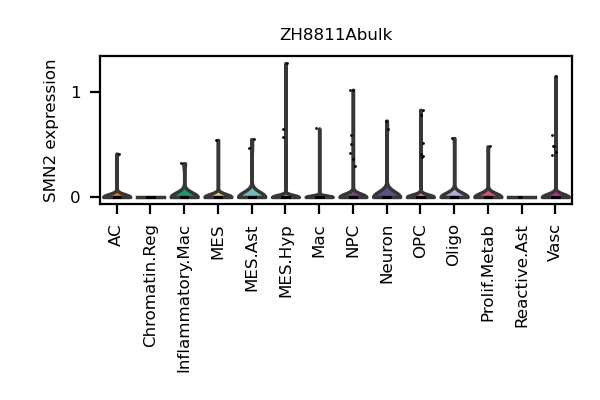 ZH8811Abulk
SMN2 expression
1
0
AC
Chromatin.Reg
Inflammatory.Mac
MES
MES.Ast
MES.Hyp
Mac
NPC
Neuron
OPC
Oligo
Prolif.Metab
Reactive.Ast
Vasc